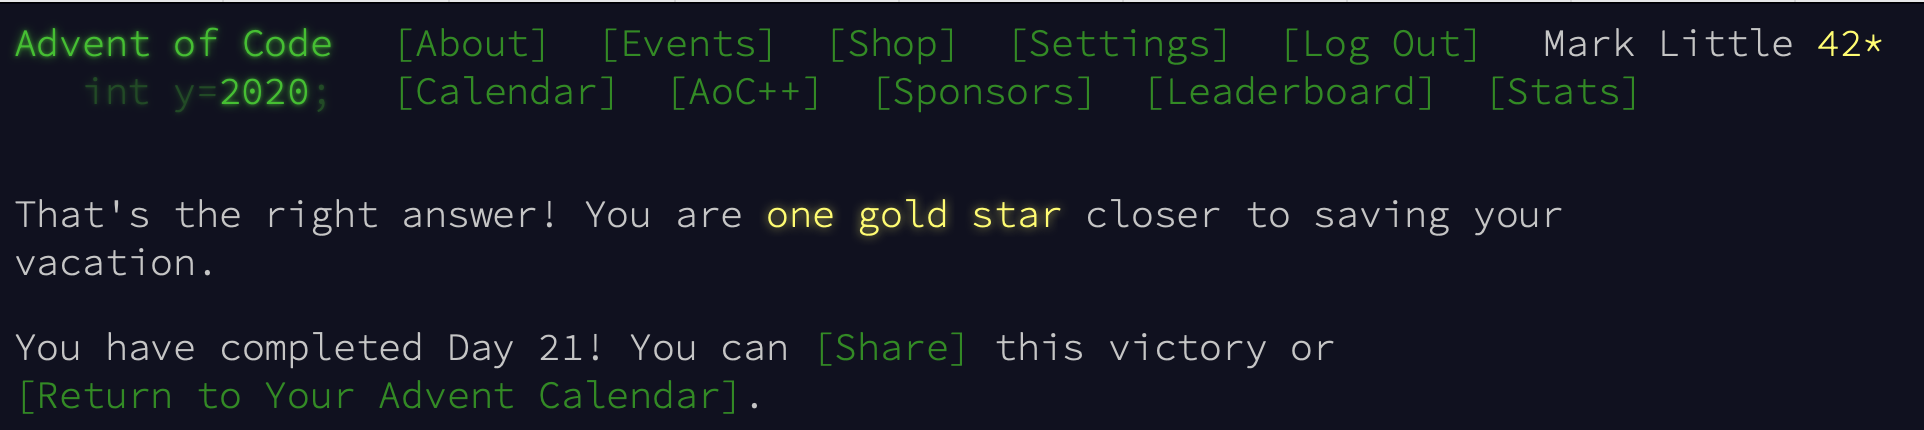 Advent of Code [About] [Events] [Shop] [Settings] [Log Out] Mark Little 42*
int y=2020; [Calendar] [AoC++] [Sponsors] [Leaderboard] [Stats]
That's the right answer! You are one gold star closer to saving your
vacation.
You have completed Day 21! You can [Share] this victory or
[Return to Your Advent Calendar].